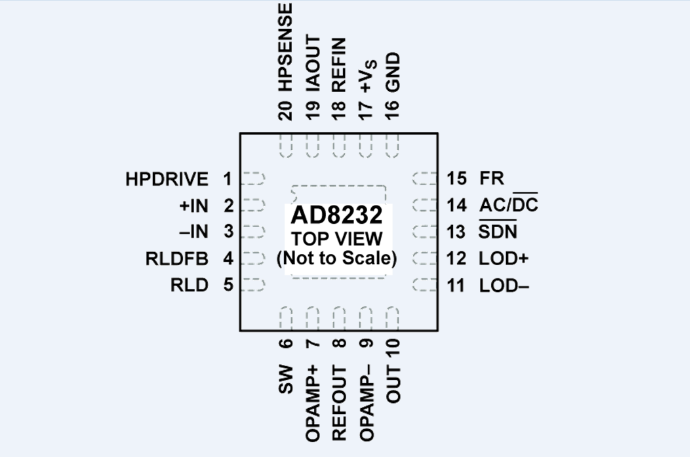 20 HPSENSE
19 IAOUT
18 REFIN
17 +VS
16 GND
HPDRIVE 1
+IN 2
–IN 3
RLDFB 4
RLD 5
AD8232
TOP VIEW
(Not to Scale)
15 FR
14 AC/D̅C̅
13 S̅D̅N̅
12 LOD+
11 LOD–
SW 6
OPAMP+ 7
REFOUT 8
OPAMP– 9
OUT 10